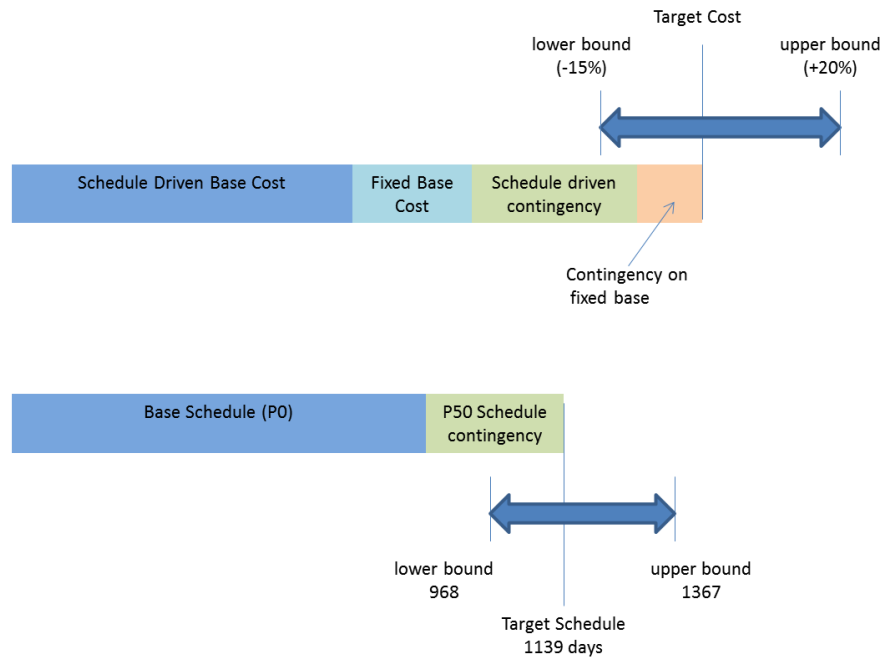 Target Cost
lower bound
(-15%)
upper bound
(+20%)
Schedule Driven Base Cost
Fixed Base
Cost
Schedule driven
contingency
Contingency on
fixed base
Base Schedule (P0)
P50 Schedule
contingency
lower bound
968
upper bound
1367
Target Schedule
1139 days